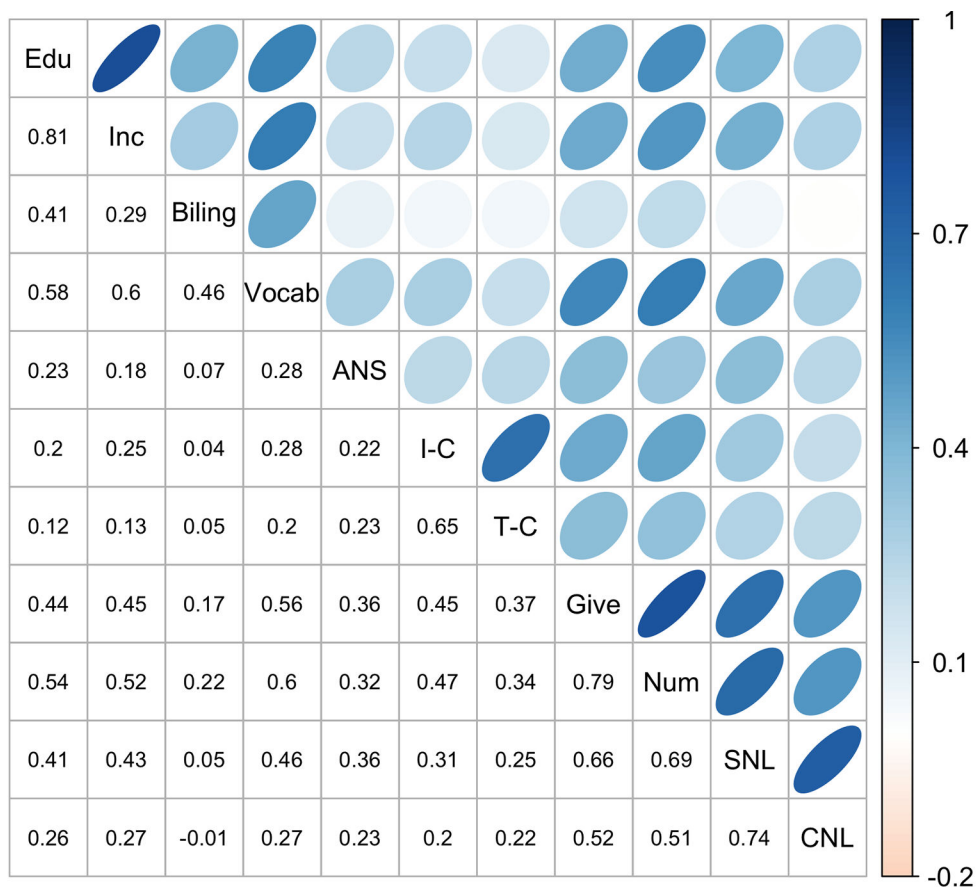 Edu
0.81 Inc
0.41 0.29 Biling
0.58 0.6 0.46 Vocab
0.23 0.18 0.07 0.28 ANS
0.2 0.25 0.04 0.28 0.22 I-C
0.12 0.13 0.05 0.2 0.23 0.65 T-C
0.44 0.45 0.17 0.56 0.36 0.45 0.37 Give
0.54 0.52 0.22 0.6 0.32 0.47 0.34 0.79 Num
0.41 0.43 0.05 0.46 0.36 0.31 0.25 0.66 0.69 SNL
0.26 0.27 -0.01 0.27 0.23 0.2 0.22 0.52 0.51 0.74 CNL
1
0.7
0.4
0.1
-0.2